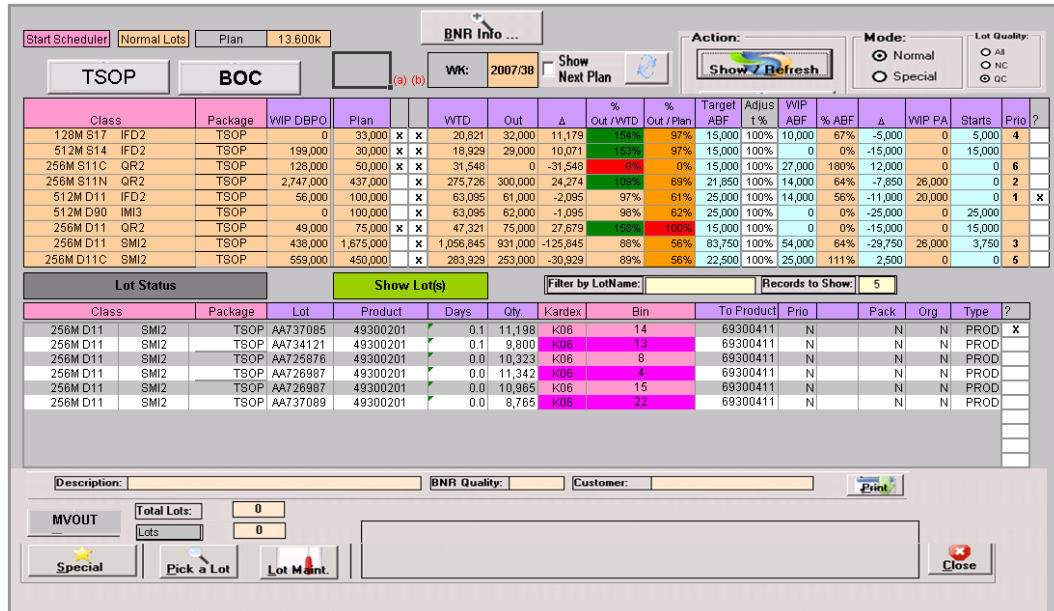 BNR Info ...
Start Scheduler Normal Lots Plan 13.600k
Action: Mode: Lot Quality:
TSOP BOC (a) (b) WK: 2007/38 Show Next Plan Show / Refresh Normal Special All NC QC
% % Target Adjus WIP
Class Package WIP DBPO Plan WTD Out Δ Out / WTD Out / Plan ABF t % ABF % ABF Δ WIP PA Starts Prio ?
128M S17 IFD2 TSOP 0 33,000 x x 20,821 32,000 11,179 154% 97% 15,000 100% 10,000 67% -5,000 0 5,000 4
512M S14 IFD2 TSOP 199,000 30,000 x x 18,929 29,000 10,071 153% 97% 15,000 100% 0 0% -15,000 0 15,000
256M S11C QR2 TSOP 128,000 50,000 x x 31,548 0 -31,548 0% 0% 15,000 100% 27,000 180% 12,000 0 0 6
256M S11N QR2 TSOP 2,747,000 437,000 x 275,726 300,000 24,274 109% 69% 21,850 100% 14,000 64% -7,850 26,000 0 2
512M D11 IFD2 TSOP 56,000 100,000 x 63,095 61,000 -2,095 97% 61% 25,000 100% 14,000 56% -11,000 20,000 0 1 x
512M D90 IMI3 TSOP 0 100,000 x 63,095 62,000 -1,095 98% 62% 25,000 100% 0 0% -25,000 0 25,000
256M D11 QR2 TSOP 49,000 75,000 x x 47,321 75,000 27,679 158% 100% 15,000 100% 0 0% -15,000 0 15,000
256M D11 SMI2 TSOP 438,000 1,675,000 x 1,056,845 931,000 -125,845 88% 56% 83,750 100% 54,000 64% -29,750 26,000 3,750 3
256M D11C SMI2 TSOP 559,000 450,000 x 283,929 253,000 -30,929 89% 56% 22,500 100% 25,000 111% 2,500 0 0 5
Lot Status Show Lot(s) Filter by LotName: Records to Show: 5
Class Package Lot Product Days Qty. Kardex Bin To Product Prio Pack Org Type ?
256M D11 SMI2 TSOP AA737085 49300201 0.1 11,198 K06 14 69300411 N N N PROD x
256M D11 SMI2 TSOP AA734121 49300201 0.1 9,800 K06 13 69300411 N N N PROD
256M D11 SMI2 TSOP AA725876 49300201 0.0 10,323 K06 8 69300411 N N N PROD
256M D11 SMI2 TSOP AA726987 49300201 0.0 11,342 K06 4 69300411 N N N PROD
256M D11 SMI2 TSOP AA726987 49300201 0.0 10,965 K06 15 69300411 N N N PROD
256M D11 SMI2 TSOP AA737089 49300201 0.0 8,765 K06 22 69300411 N N N PROD
Description: BNR Quality: Customer: Print
MVOUT Total Lots: 0
Lots 0
Special Pick a Lot Lot Maint. Close